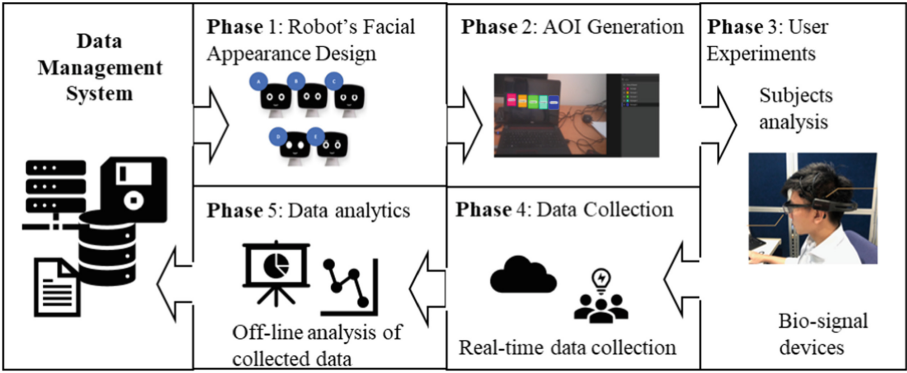 Data
Management
System
Phase 1: Robot's Facial
Appearance Design
A B C
D E
Phase 2: AOI Generation
Phase 3: User
Experiments
Subjects
analysis
Bio-signal
devices
Phase 4: Data Collection
Real-time data collection
Phase 5: Data analytics
Off-line analysis of
collected data